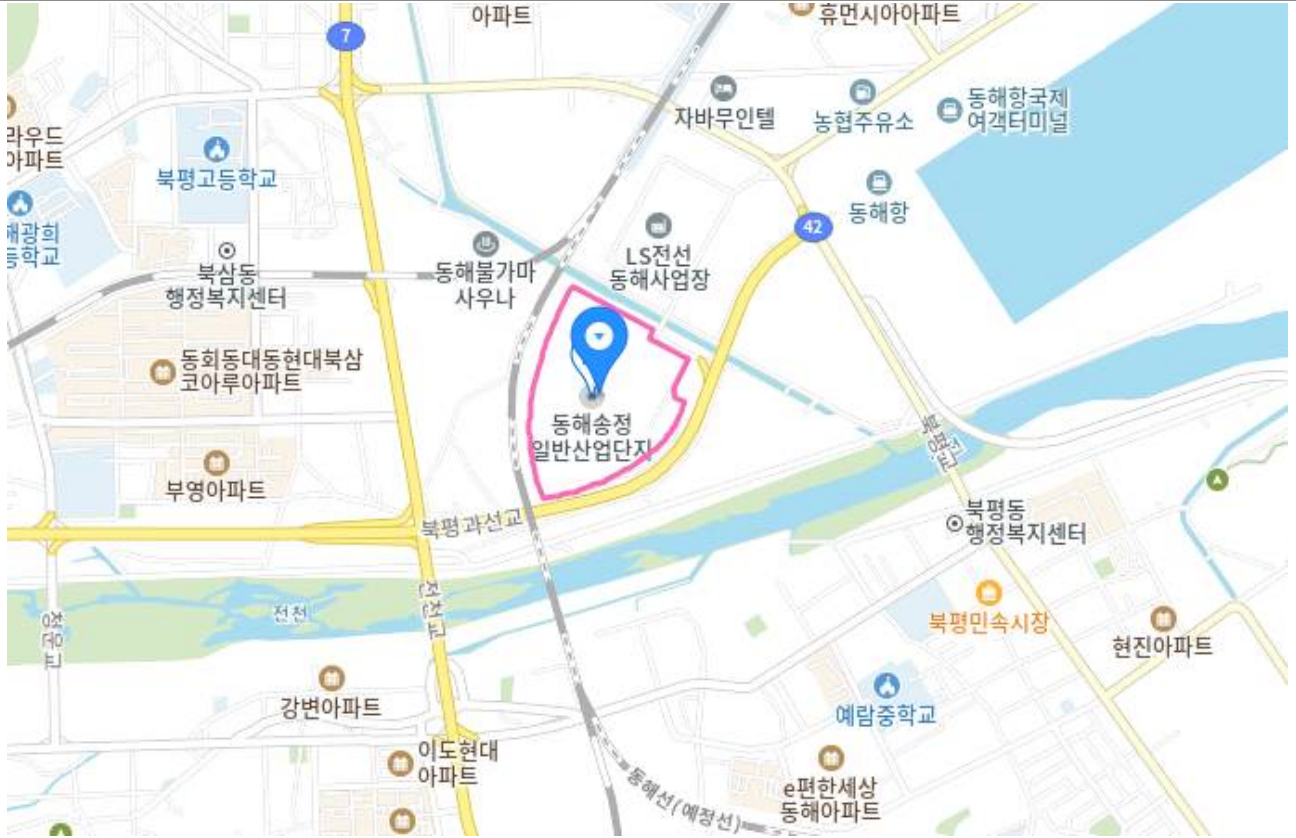 아파트
휴먼시아아파트
7
자바무인텔
농협주유소
동해항국제
여객터미널
라우드
아파트
북평고등학교
동해항
해광희
등학교
42
북삼동
행정복지센터
동해불가마
사우나
LS전선
동해사업장
동회동대동현대북삼
코아루아파트
동해송정
일반산업단지
북평교
부영아파트
북평과선교
북평동
행정복지센터
전천교
전천
청운교
북평민속시장
현진아파트
강변아파트
예람중학교
이도현대
아파트
동해선(예정선)
e편한세상
동해아파트